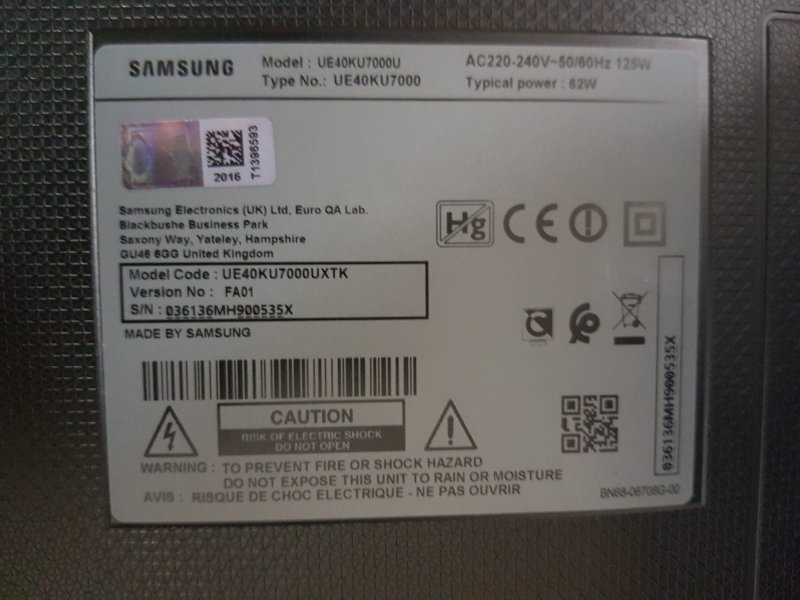 SAMSUNG
Model : UE40KU7000U
Type No.: UE40KU7000
AC220-240V~50/60Hz 125W
Typical power : 62W
2016
T1396593
Samsung Electronics (UK) Ltd, Euro QA Lab.
Blackbushe Business Park
Saxony Way, Yateley, Hampshire
GU46 6GG United Kingdom
Hg
CE
Model Code : UE40KU7000UXTK
Version No : FA01
S/N : 036136MH900535X
MADE BY SAMSUNG
036136MH900535X
CAUTION
RISK OF ELECTRIC SHOCK
DO NOT OPEN
WARNING : TO PREVENT FIRE OR SHOCK HAZARD
DO NOT EXPOSE THIS UNIT TO RAIN OR MOISTURE
AVIS : RISQUE DE CHOC ELECTRIQUE - NE PAS OUVRIR
BN68-06708G-00